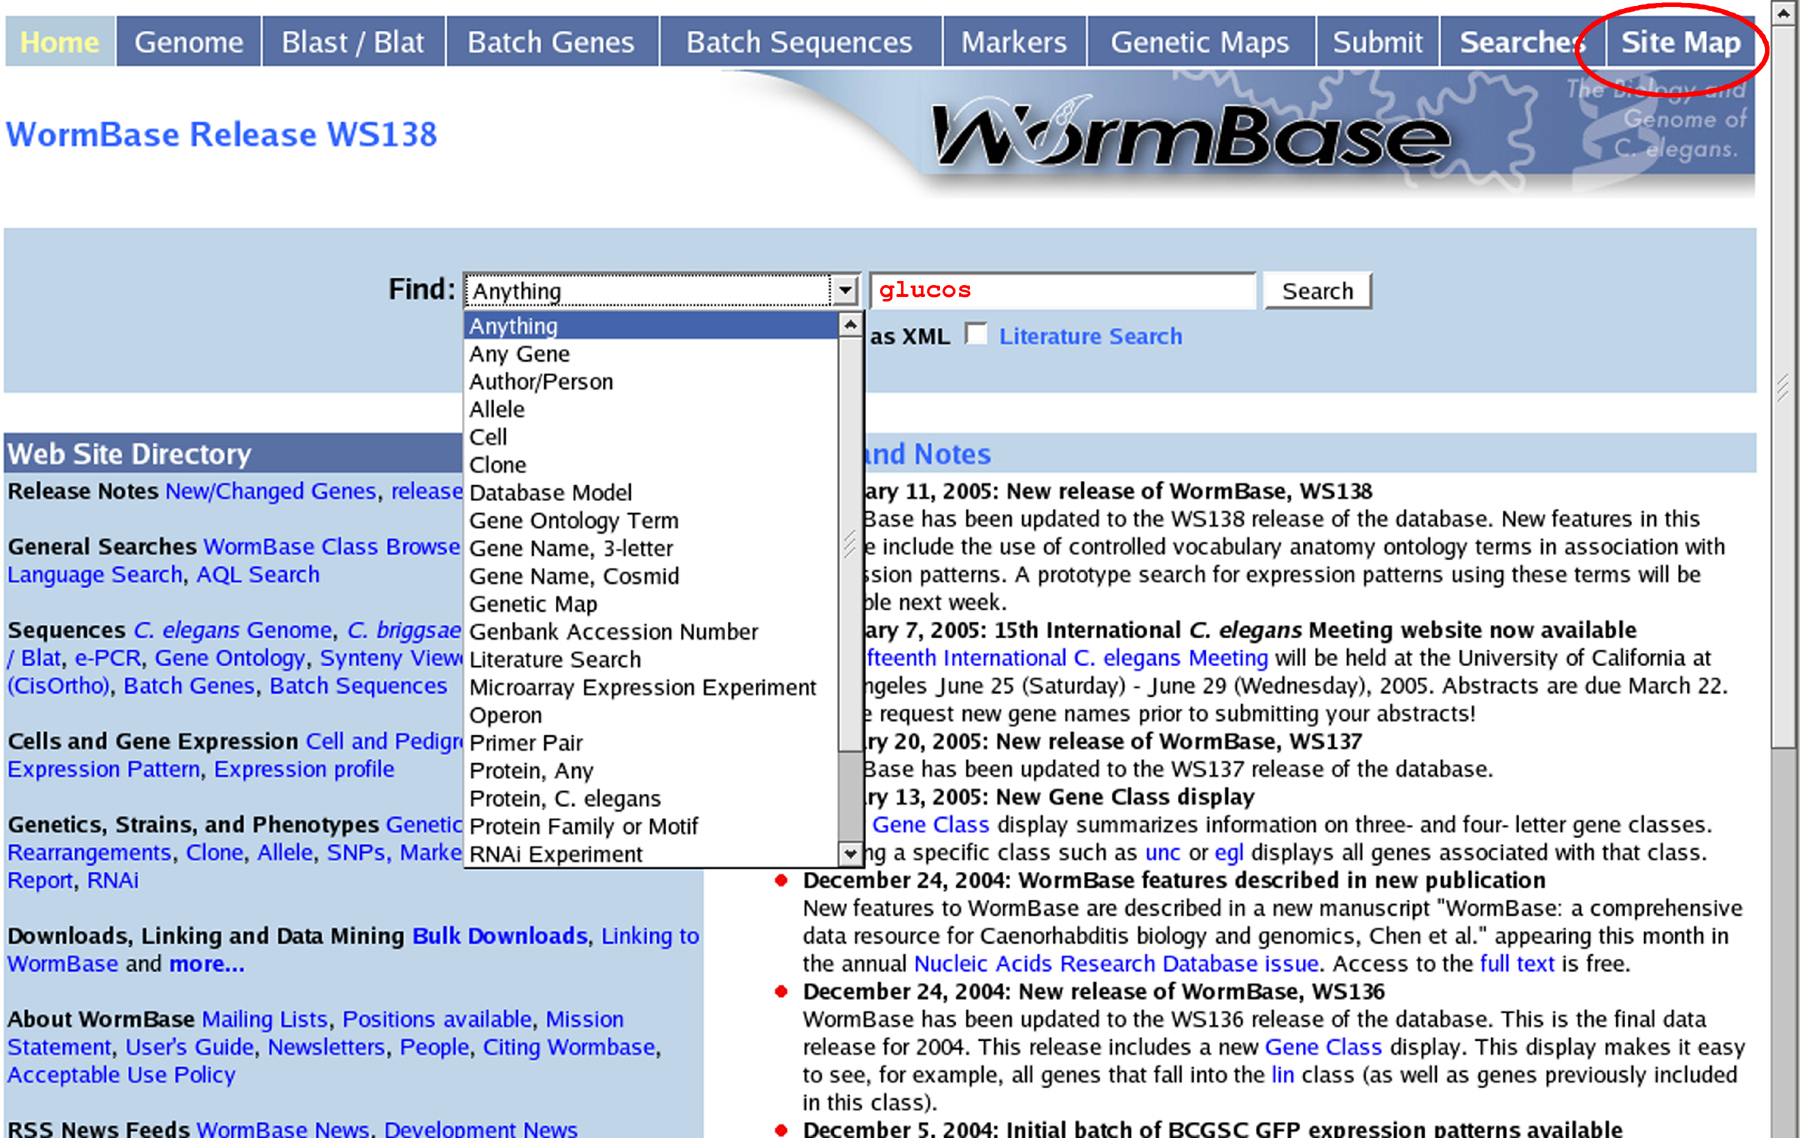 Home Genome Blast / Blat Batch Genes Batch Sequences Markers Genetic Maps Submit Searches Site Map
WormBase Release WS138
WormBase
The Biology and
Genome of
C. elegans.
Find: Anything glucos Search
Anything
Any Gene
Author/Person
Allele
Cell
Clone
Database Model
Gene Ontology Term
Gene Name, 3-letter
Gene Name, Cosmid
Genetic Map
Genbank Accession Number
Literature Search
Microarray Expression Experiment
Operon
Primer Pair
Protein, Any
Protein, C. elegans
Protein Family or Motif
RNAi Experiment
as XML Literature Search
Web Site Directory
Release Notes New/Changed Genes, release
General Searches WormBase Class Browse
Language Search, AQL Search
Sequences C. elegans Genome, C. briggsae
/ Blat, e-PCR, Gene Ontology, Synteny View
(CisOrtho), Batch Genes, Batch Sequences
Cells and Gene Expression Cell and Pedigr
Expression Pattern, Expression profile
Genetics, Strains, and Phenotypes Genetic
Rearrangements, Clone, Allele, SNPs, Marke
Report, RNAi
Downloads, Linking and Data Mining Bulk Downloads, Linking to
WormBase and more...
About WormBase Mailing Lists, Positions available, Mission
Statement, User's Guide, Newsletters, People, Citing Wormbase,
Acceptable Use Policy
RSS News Feeds WormBase News, Development News
and Notes
ary 11, 2005: New release of WormBase, WS138
Base has been updated to the WS138 release of the database. New features in this
e include the use of controlled vocabulary anatomy ontology terms in association with
ssion patterns. A prototype search for expression patterns using these terms will be
ble next week.
ary 7, 2005: 15th International C. elegans Meeting website now available
fteenth International C. elegans Meeting will be held at the University of California at
ngeles June 25 (Saturday) - June 29 (Wednesday), 2005. Abstracts are due March 22.
e request new gene names prior to submitting your abstracts!
ry 20, 2005: New release of WormBase, WS137
Base has been updated to the WS137 release of the database.
ry 13, 2005: New Gene Class display
Gene Class display summarizes information on three- and four- letter gene classes.
ng a specific class such as unc or egl displays all genes associated with that class.
December 24, 2004: WormBase features described in new publication
New features to WormBase are described in a new manuscript "WormBase: a comprehensive
data resource for Caenorhabditis biology and genomics, Chen et al." appearing this month in
the annual Nucleic Acids Research Database issue. Access to the full text is free.
December 24, 2004: New release of WormBase, WS136
WormBase has been updated to the WS136 release of the database. This is the final data
release for 2004. This release includes a new Gene Class display. This display makes it easy
to see, for example, all genes that fall into the lin class (as well as genes previously included
in this class).
December 5, 2004: Initial batch of BCGSC GFP expression patterns available